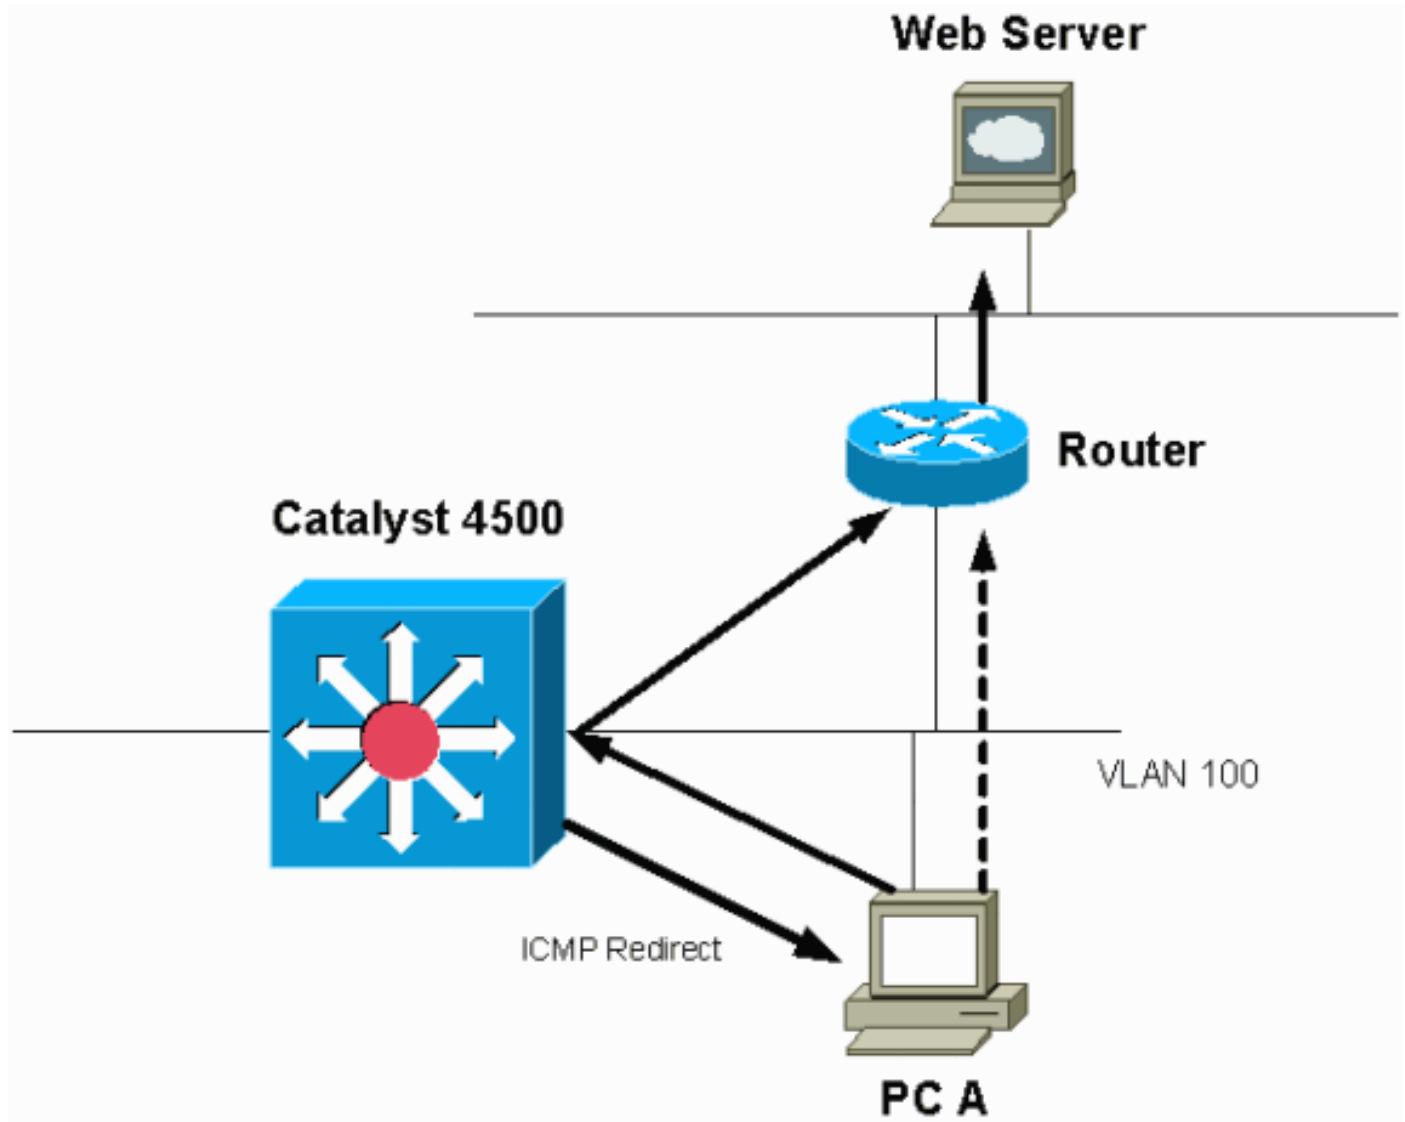 Web Server
Router
Catalyst 4500
VLAN 100
ICMP Redirect
PC A